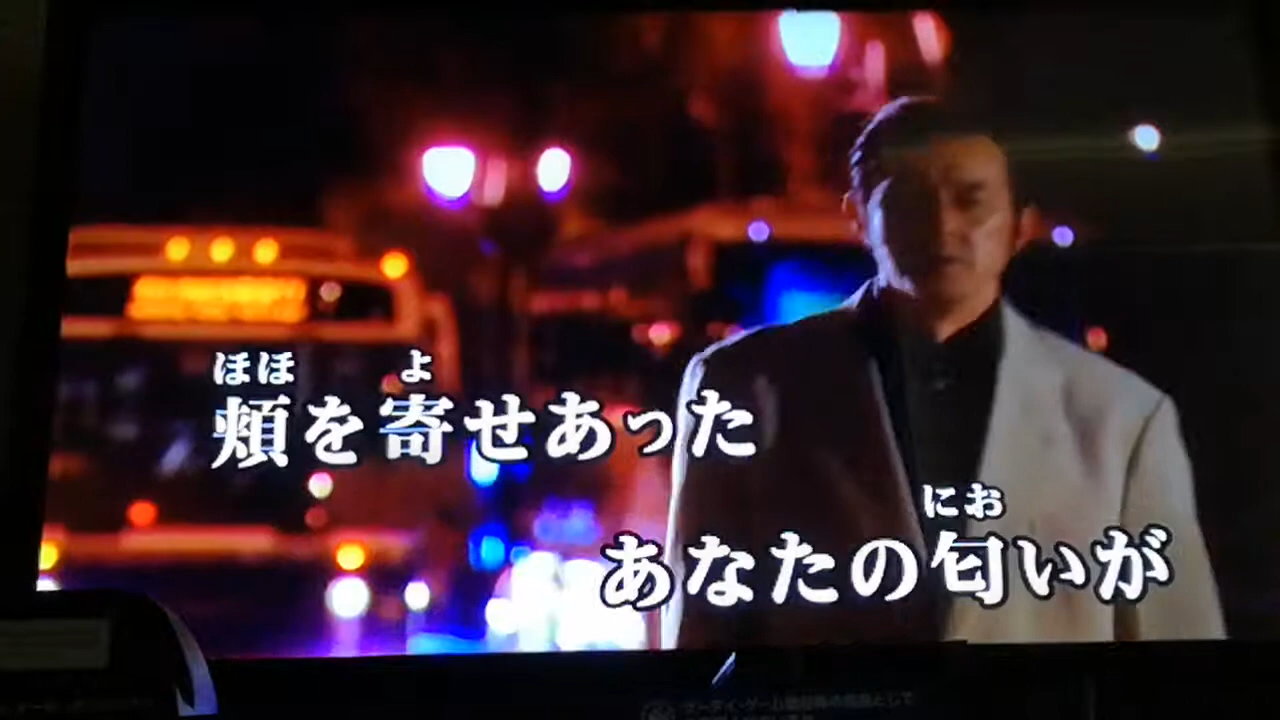 ほほ よ
頬を寄せあった
にお
あなたの匂いが